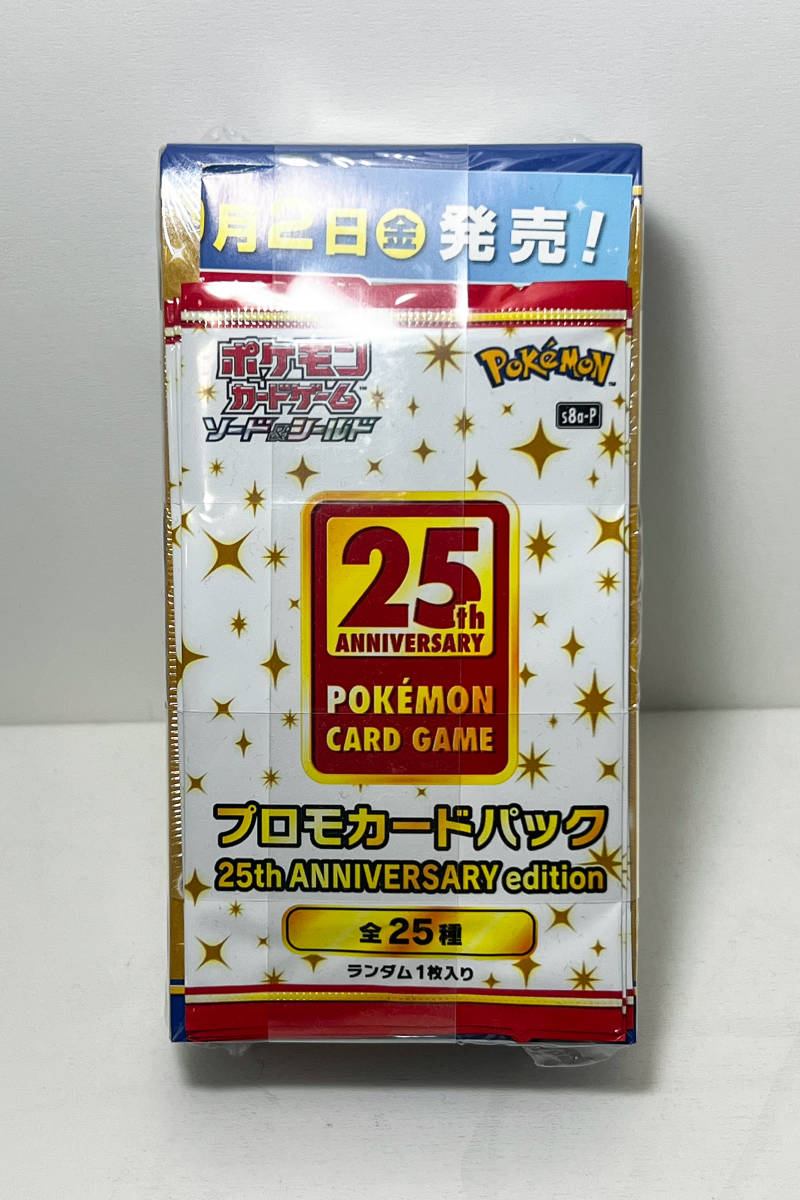 月2日金発売!
ポケモン
カードゲーム
ソード&シールド
POKéMON
s8a-P
25th
ANNIVERSARY
POKÉMON
CARD GAME
プロモカードパック
25th ANNIVERSARY edition
全25種
ランダム1枚入り